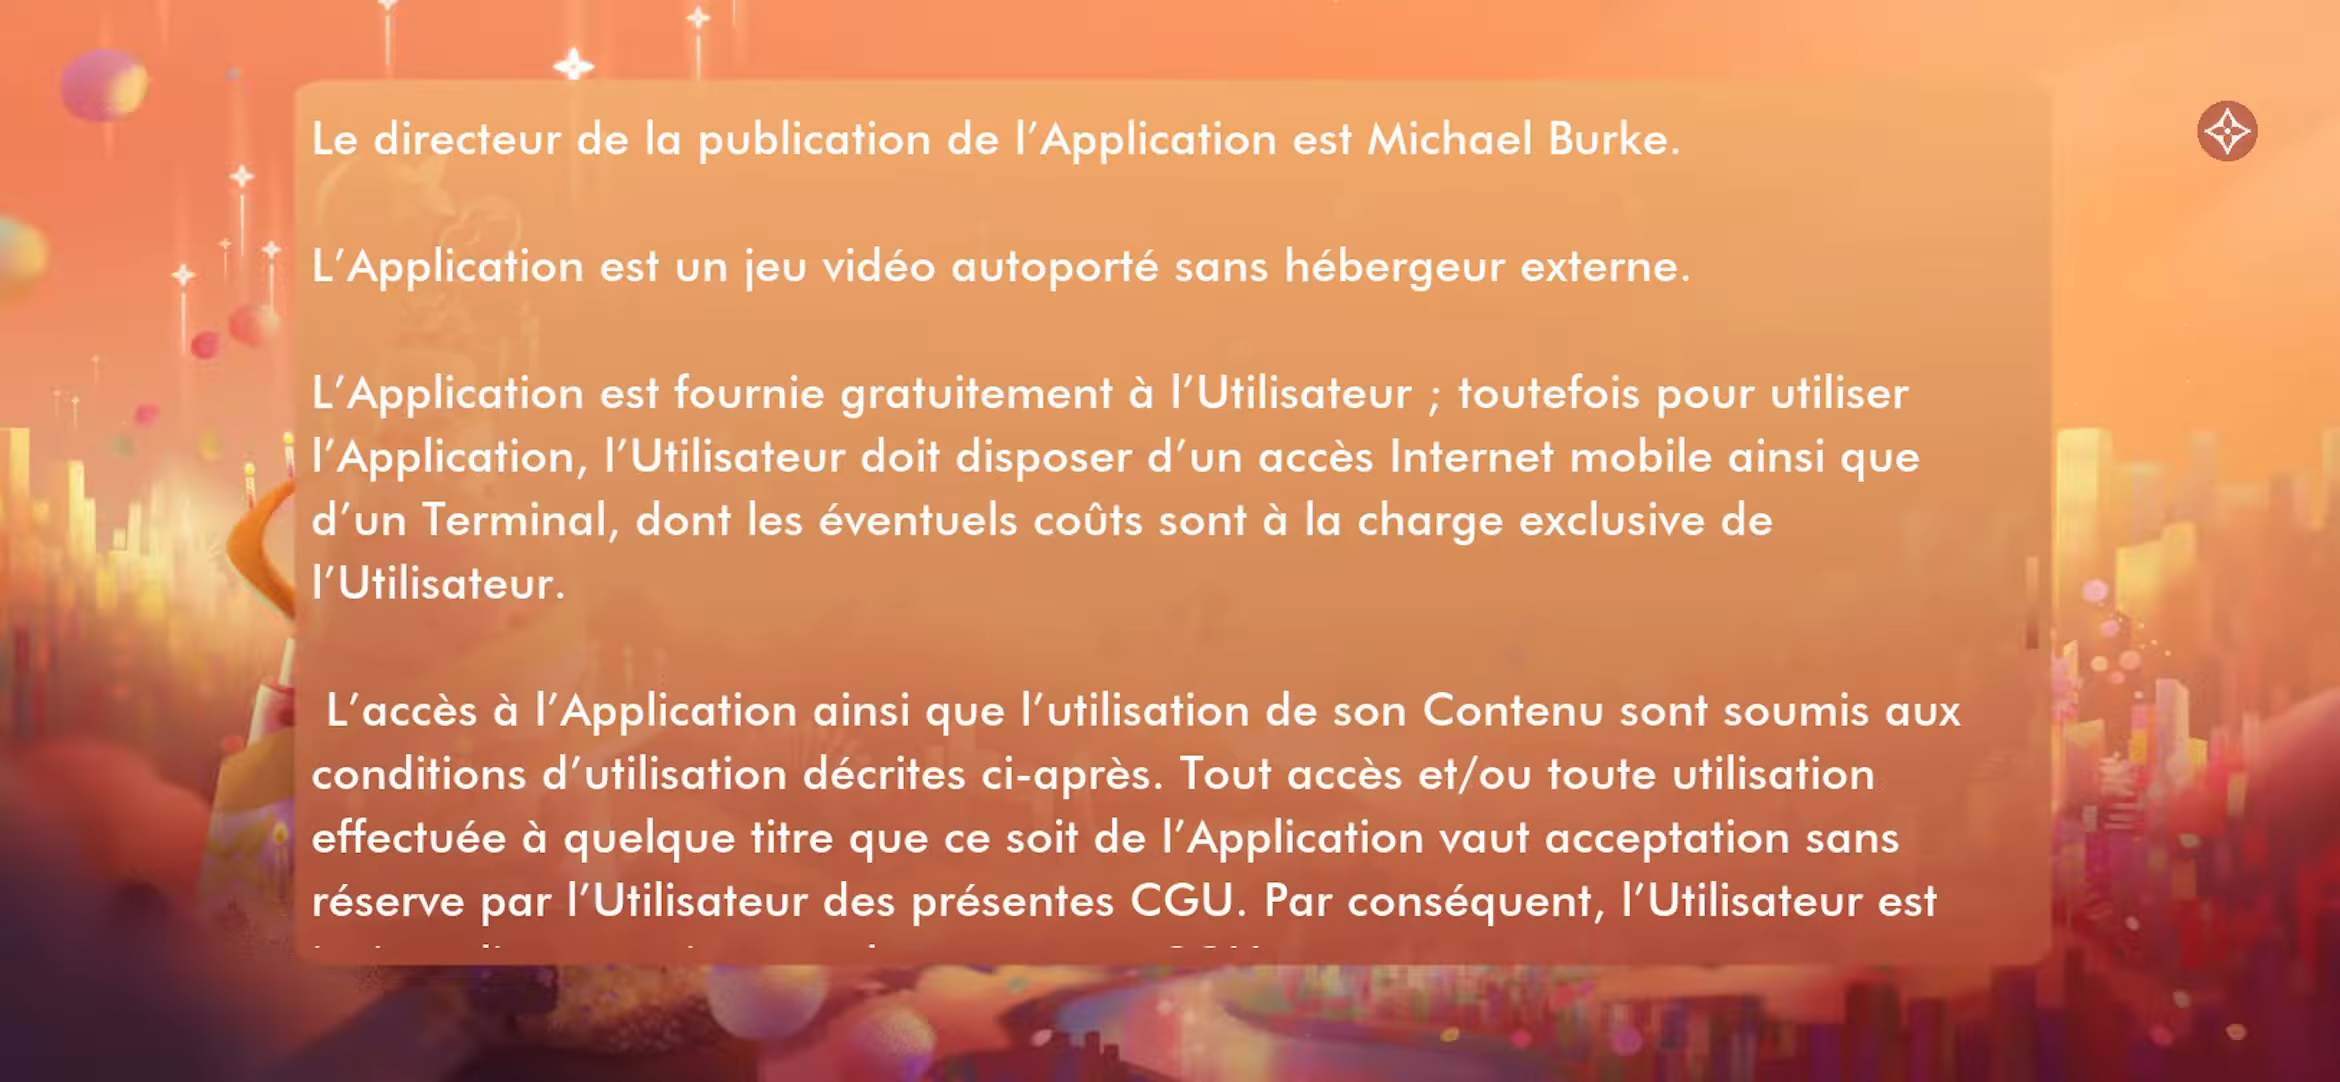 Le directeur de la publication de l’Application est Michael Burke.
L’Application est un jeu vidéo autoporté sans hébergeur externe.
L’Application est fournie gratuitement à l’Utilisateur ; toutefois pour utiliser
l’Application, l’Utilisateur doit disposer d’un accès Internet mobile ainsi que
d’un Terminal, dont les éventuels coûts sont à la charge exclusive de
l’Utilisateur.
L’accès à l’Application ainsi que l’utilisation de son Contenu sont soumis aux
conditions d’utilisation décrites ci-après. Tout accès et/ou toute utilisation
effectuée à quelque titre que ce soit de l’Application vaut acceptation sans
réserve par l’Utilisateur des présentes CGU. Par conséquent, l’Utilisateur est